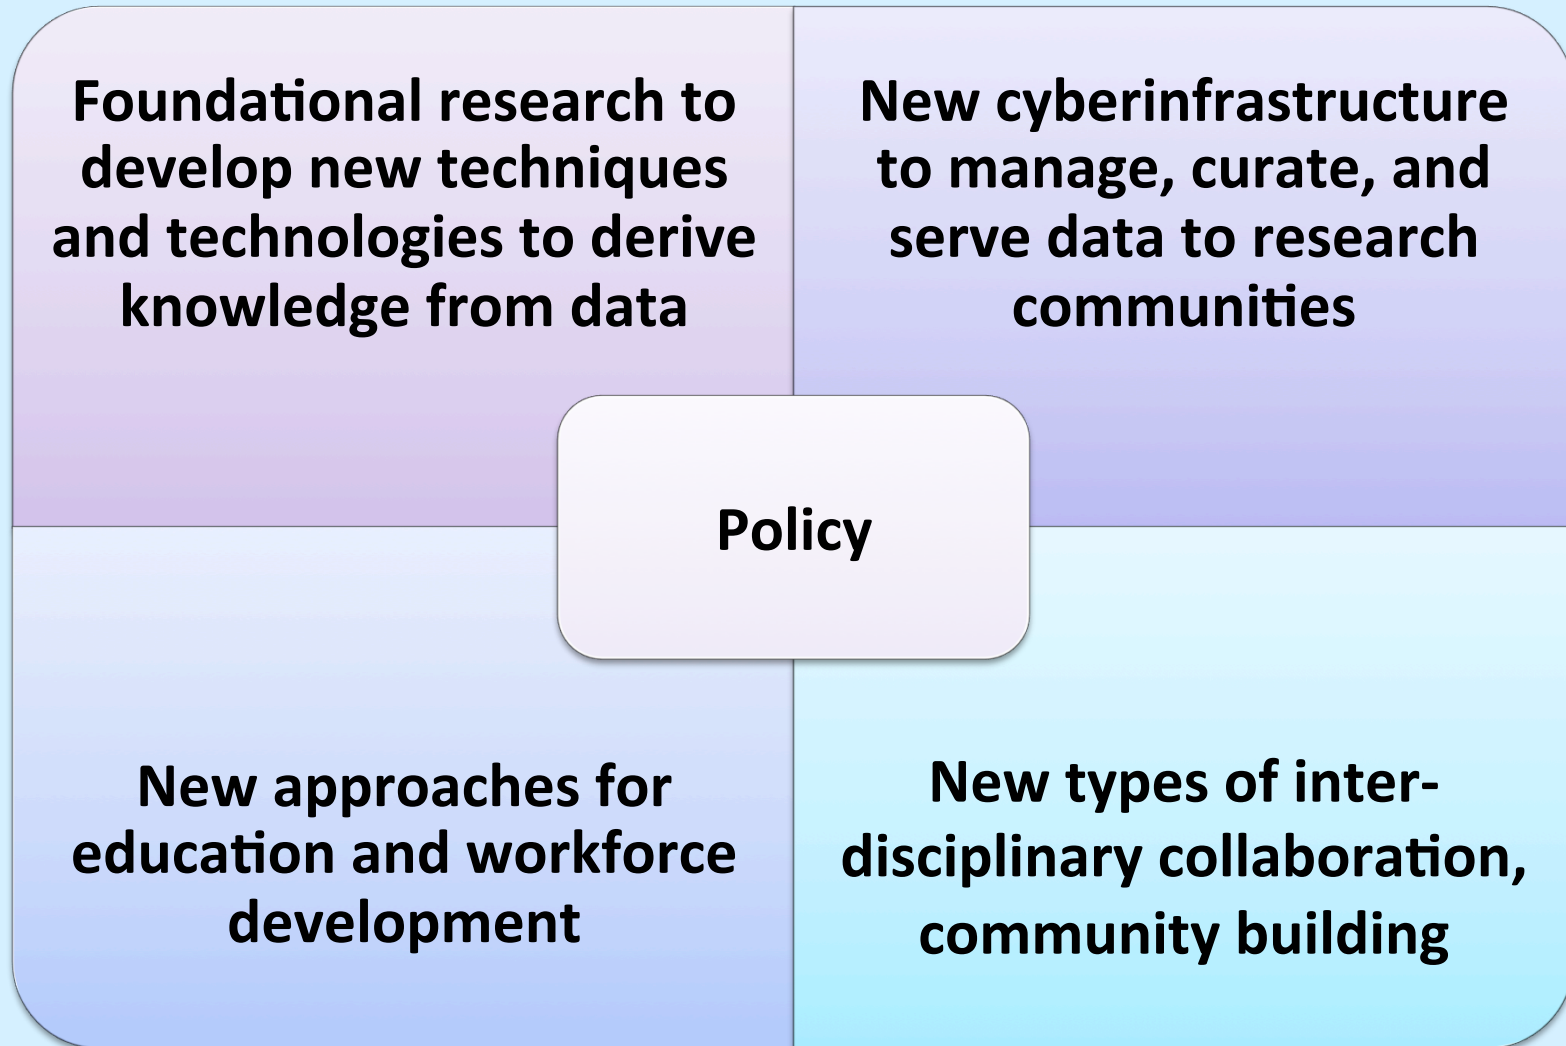 Foundational research to
develop new techniques
and technologies to derive
knowledge from data
New cyberinfrastructure
to manage, curate, and
serve data to research
communities
Policy
New approaches for
education and workforce
development
New types of inter-
disciplinary collaboration,
community building